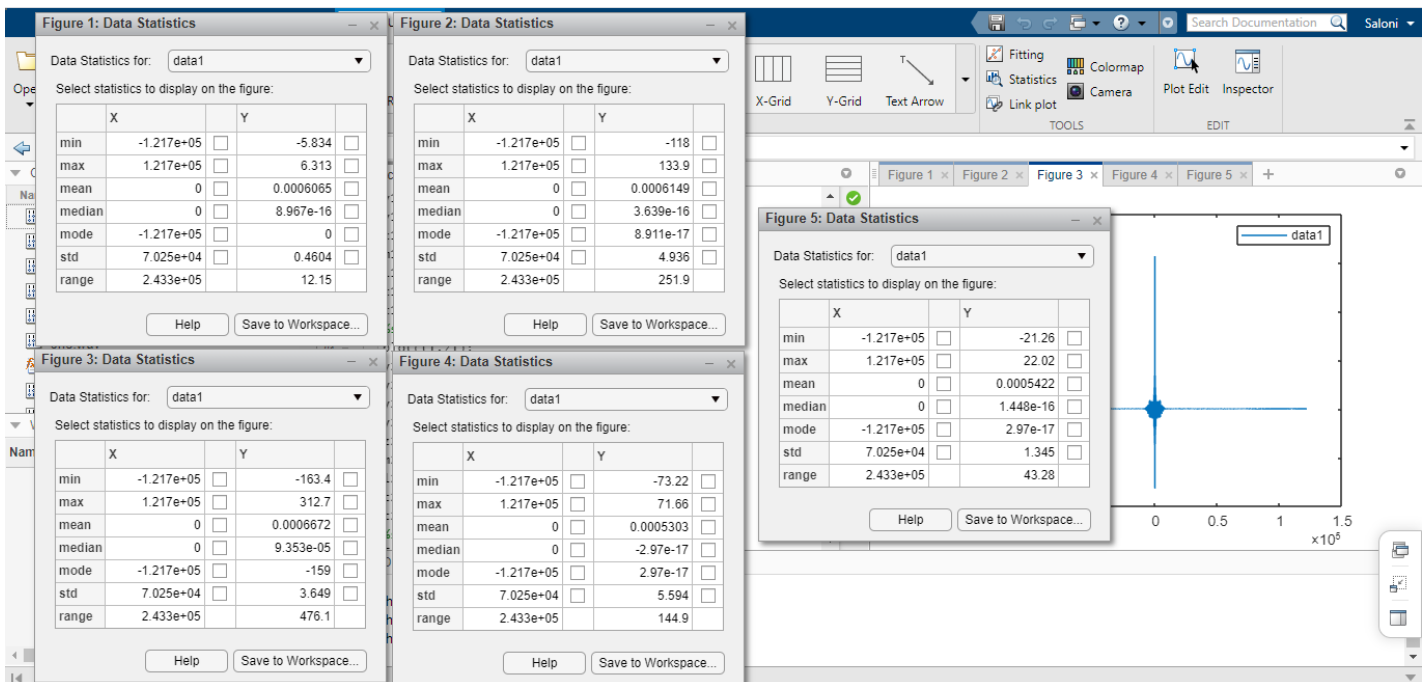 Figure 1: Data Statistics
Data Statistics for: data1
Select statistics to display on the figure:
X Y
min -1.217e+05 -5.834
max 1.217e+05 6.313
mean 0 0.0006065
median 0 8.967e-16
mode -1.217e+05 0
std 7.025e+04 0.4604
range 2.433e+05 12.15
Help Save to Workspace...
Figure 2: Data Statistics
Data Statistics for: data1
Select statistics to display on the figure:
X Y
min -1.217e+05 -118
max 1.217e+05 133.9
mean 0 0.0006149
median 0 3.639e-16
mode -1.217e+05 8.911e-17
std 7.025e+04 4.936
range 2.433e+05 251.9
Help Save to Workspace...
Search Documentation Saloni
X-Grid Y-Grid Text Arrow
Fitting
Statistics
Link plot
Colormap
Camera
TOOLS
Plot Edit Inspector
EDIT
Figure 1 × Figure 2 × Figure 3 × Figure 4 × Figure 5 × +
Figure 3: Data Statistics
Data Statistics for: data1
Select statistics to display on the figure:
X Y
min -1.217e+05 -163.4
max 1.217e+05 312.7
mean 0 0.0006672
median 0 9.353e-05
mode -1.217e+05 -159
std 7.025e+04 3.649
range 2.433e+05 476.1
Help Save to Workspace...
Figure 4: Data Statistics
Data Statistics for: data1
Select statistics to display on the figure:
X Y
min -1.217e+05 -73.22
max 1.217e+05 71.66
mean 0 0.0005303
median 0 -2.97e-17
mode -1.217e+05 2.97e-17
std 7.025e+04 5.594
range 2.433e+05 144.9
Help Save to Workspace...
Figure 5: Data Statistics
Data Statistics for: data1
Select statistics to display on the figure:
X Y
min -1.217e+05 -21.26
max 1.217e+05 22.02
mean 0 0.0005422
median 0 1.448e-16
mode -1.217e+05 2.97e-17
std 7.025e+04 1.345
range 2.433e+05 43.28
Help Save to Workspace...
data1
0 0.5 1 1.5
Ope
Na
Nam